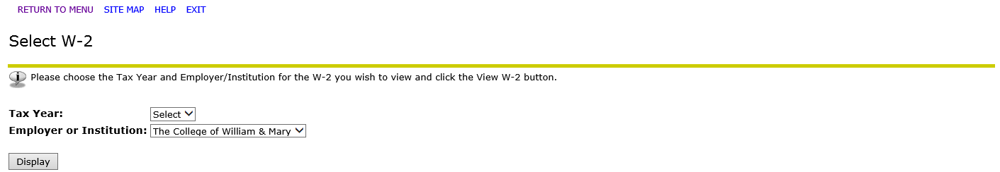 RETURN TO MENU SITE MAP HELP EXIT
Select W-2
Please choose the Tax Year and Employer/Institution for the W-2 you wish to view and click the View W-2 button.
Tax Year: Select
Employer or Institution: The College of William & Mary
Display